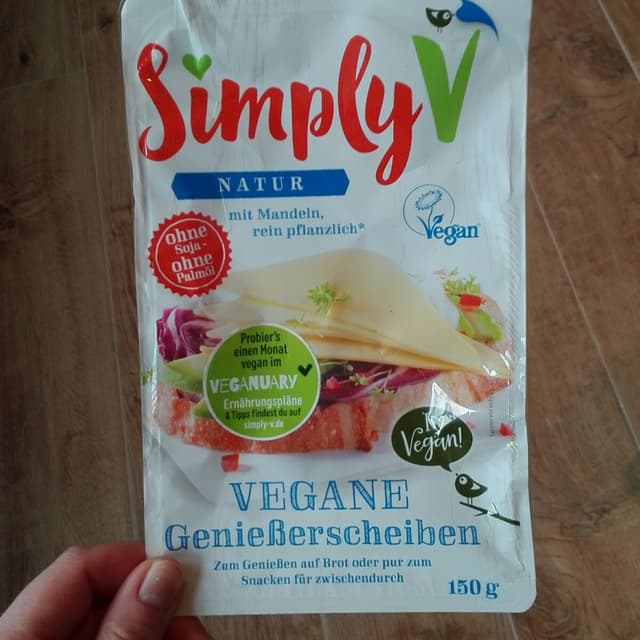 Simply V
NATUR
mit Mandeln,
rein pflanzlich*
Vegan
ohne
Soja-
ohne
Palmöl
Probier's
einen Monat
vegan im
VEGANUARY
Ernährungspläne
& Tipps findest du auf
simply-v.de
Vegan!
VEGANE
Genießerscheiben
Zum Genießen auf Brot oder pur zum
Snacken für zwischendurch
150 g